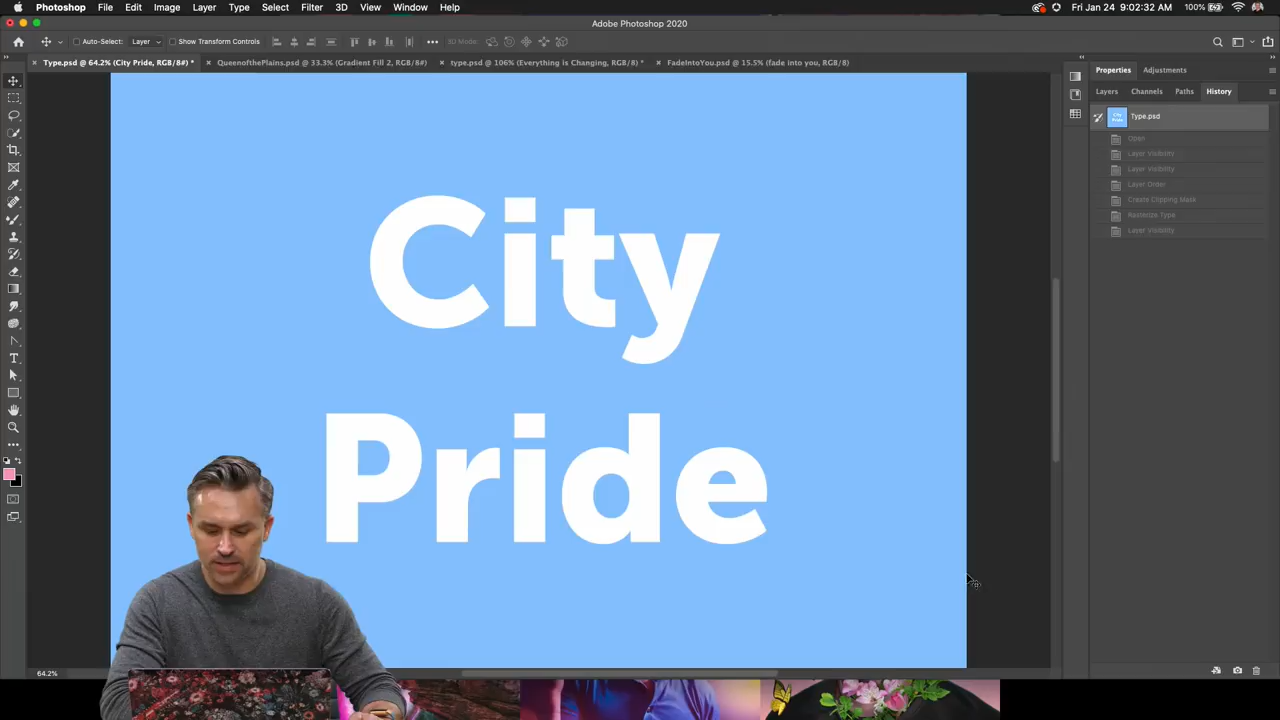 Photoshop File Edit Image Layer Type Select Filter 3D View Window Help 100% Fri Jan 24 9:02:32 AM
Adobe Photoshop 2020
Auto-Select: Layer Show Transform Controls 3D Mode:
Type.psd @ 64.2% (City Pride, RGB/8#) * QueenofthePlains.psd @ 33.3% (Gradient Fill 2, RGB/8#) type.psd @ 106% (Everything is Changing, RGB/8) * FadeIntoYou.psd @ 15.5% (fade into you, RGB/8)
Properties Adjustments
Layers Channels Paths History
Type.psd
Open
Layer Visibility
Layer Visibility
Layer Order
Create Clipping Mask
Rasterize Type
Layer Visibility
City
Pride
64.2%